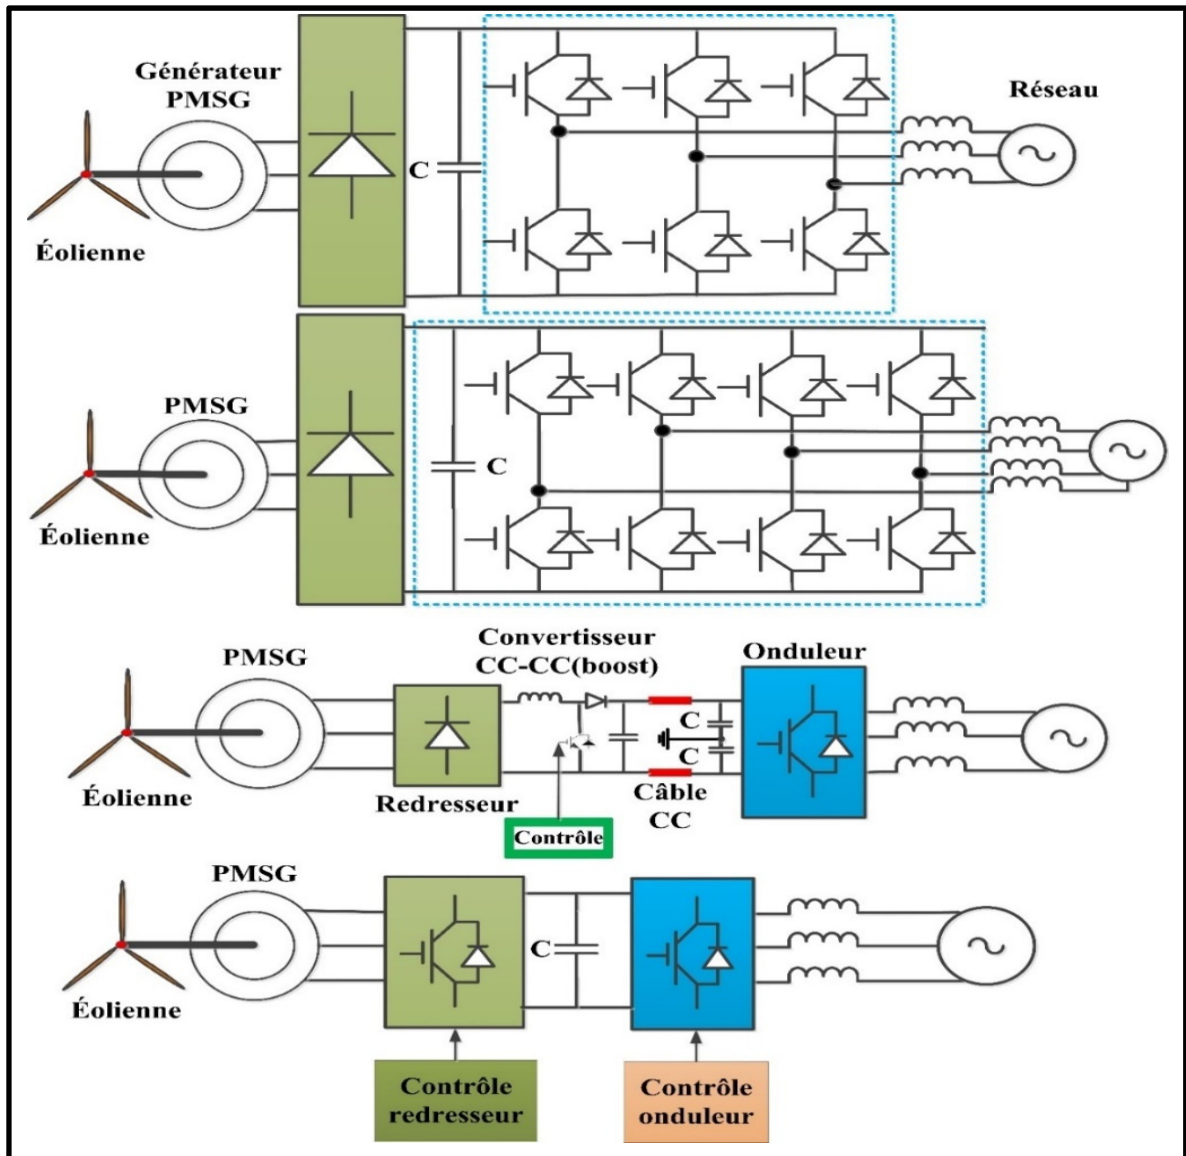 Générateur
PMSG
Réseau
C
Éolienne
PMSG
C
Éolienne
Convertisseur
CC-CC(boost)
Onduleur
PMSG
C
C
Éolienne
Redresseur
Câble
CC
Contrôle
PMSG
C
Éolienne
Contrôle
redresseur
Contrôle
onduleur